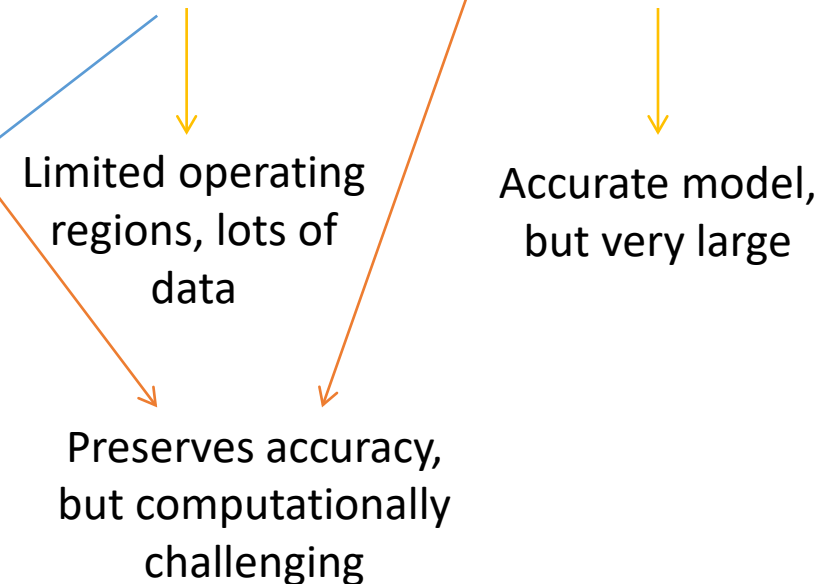 Limited operating
regions, lots of
data
Accurate model,
but very large
Preserves accuracy,
but computationally
challenging